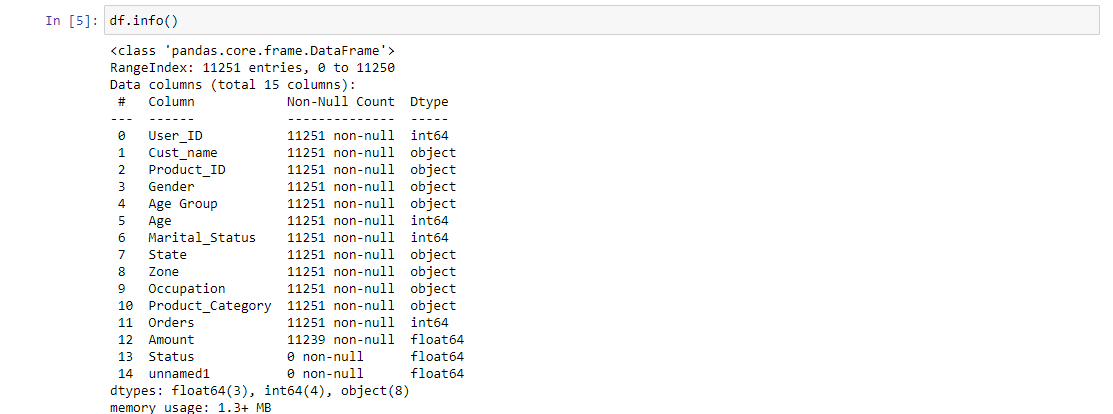 In [5]: df.info()
<class 'pandas.core.frame.DataFrame'>
RangeIndex: 11251 entries, 0 to 11250
Data columns (total 15 columns):
 #   Column            Non-Null Count  Dtype
---  ------            --------------  -----
 0   User_ID           11251 non-null  int64
 1   Cust_name         11251 non-null  object
 2   Product_ID        11251 non-null  object
 3   Gender            11251 non-null  object
 4   Age Group         11251 non-null  object
 5   Age               11251 non-null  int64
 6   Marital_Status    11251 non-null  int64
 7   State             11251 non-null  object
 8   Zone              11251 non-null  object
 9   Occupation        11251 non-null  object
 10  Product_Category  11251 non-null  object
 11  Orders            11251 non-null  int64
 12  Amount            11239 non-null  float64
 13  Status            0 non-null      float64
 14  unnamed1          0 non-null      float64
dtypes: float64(3), int64(4), object(8)
memory usage: 1.3+ MB